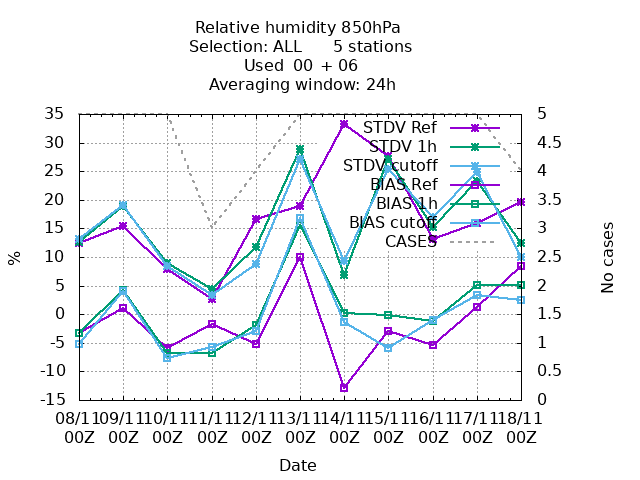 Relative humidity 850hPa
Selection: ALL 5 stations
Used 00 + 06
Averaging window: 24h
35
30
25
20
15
10
5
0
-5
-10
-15
%
STDV Ref
STDV 1h
STDV cutoff
BIAS Ref
BIAS 1h
BIAS cutoff
CASES
5
4.5
4
3.5
3
2.5
2
1.5
1
0.5
0
No cases
08/11 09/11 10/11 11/11 12/11 13/11 14/11 15/11 16/11 17/11 18/11
00Z 00Z 00Z 00Z 00Z 00Z 00Z 00Z 00Z 00Z 00Z
Date